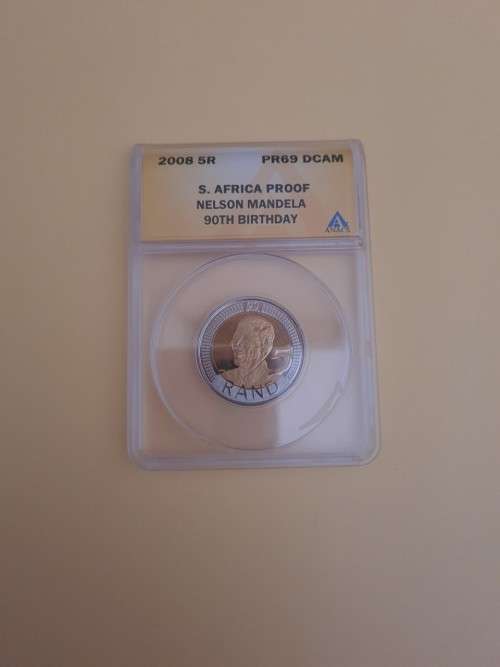 2008 5R PR69 DCAM
S. AFRICA PROOF
NELSON MANDELA
90TH BIRTHDAY
ANACS
RAND